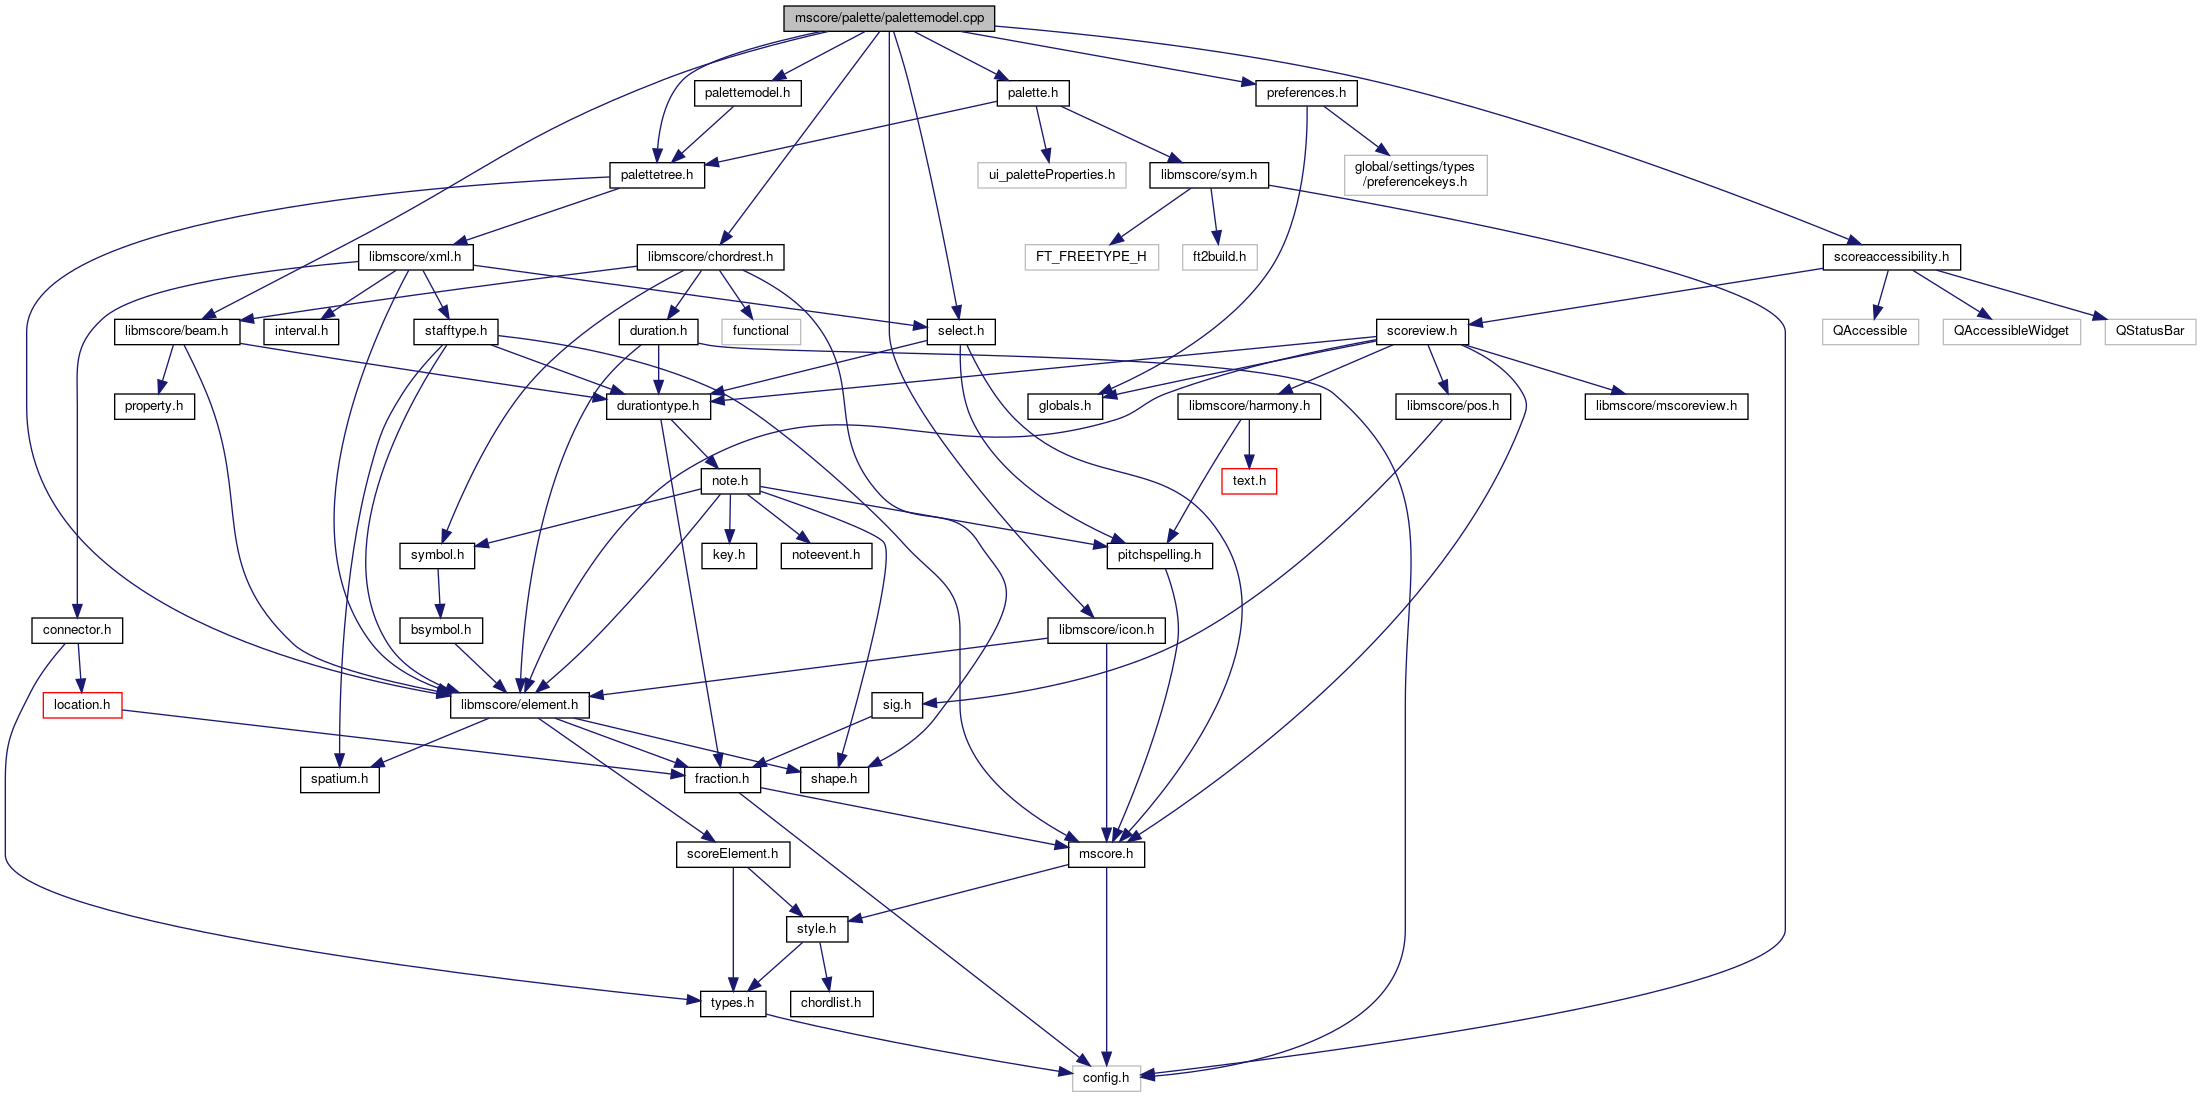 mscore/palette/palettemodel.cpp
palettemodel.h
palette.h
preferences.h
palettetree.h
ui_paletteProperties.h
libmscore/sym.h
global/settings/types
/preferencekeys.h
libmscore/xml.h
libmscore/chordrest.h
FT_FREETYPE_H
ft2build.h
scoreaccessibility.h
libmscore/beam.h
interval.h
stafftype.h
duration.h
functional
select.h
scoreview.h
QAccessible
QAccessibleWidget
QStatusBar
property.h
durationtype.h
globals.h
libmscore/harmony.h
libmscore/pos.h
libmscore/mscoreview.h
note.h
text.h
symbol.h
key.h
noteevent.h
pitchspelling.h
connector.h
bsymbol.h
libmscore/icon.h
location.h
libmscore/element.h
sig.h
spatium.h
fraction.h
shape.h
scoreElement.h
mscore.h
style.h
types.h
chordlist.h
config.h